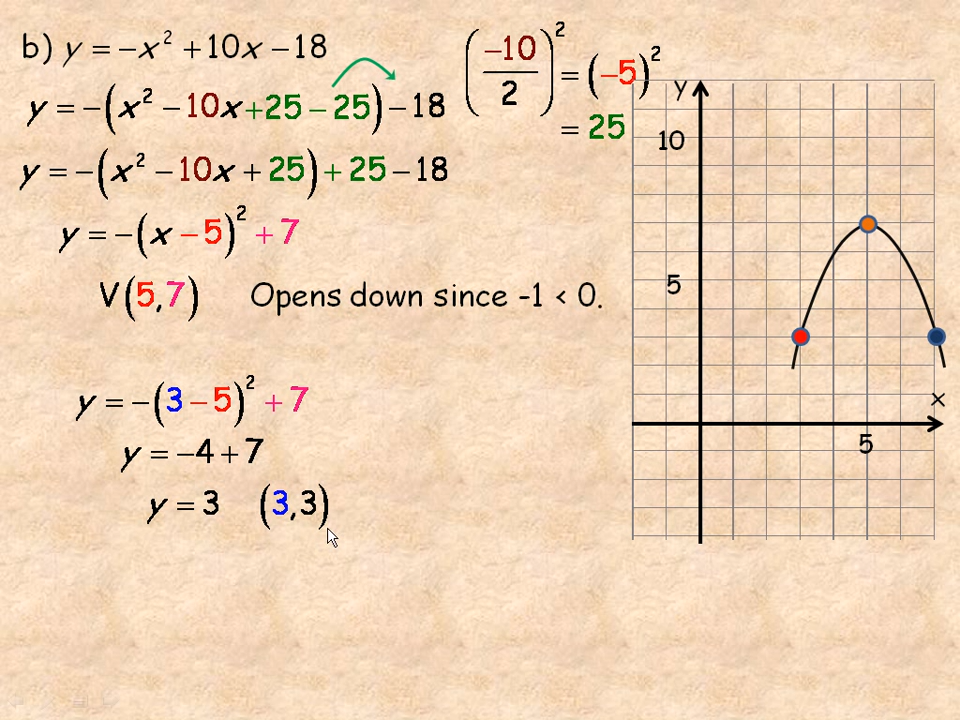 b) y = −x² + 10x − 18
y = −(x² − 10x + 25 − 25) − 18
y = −(x² − 10x + 25) + 25 − 18
y = −(x − 5)² + 7
V(5,7) Opens down since -1 < 0.
y = −(3 − 5)² + 7
y = −4 + 7
y = 3 (3,3)
(−10/2)² = (−5)²
= 25
y
10
5
x
5